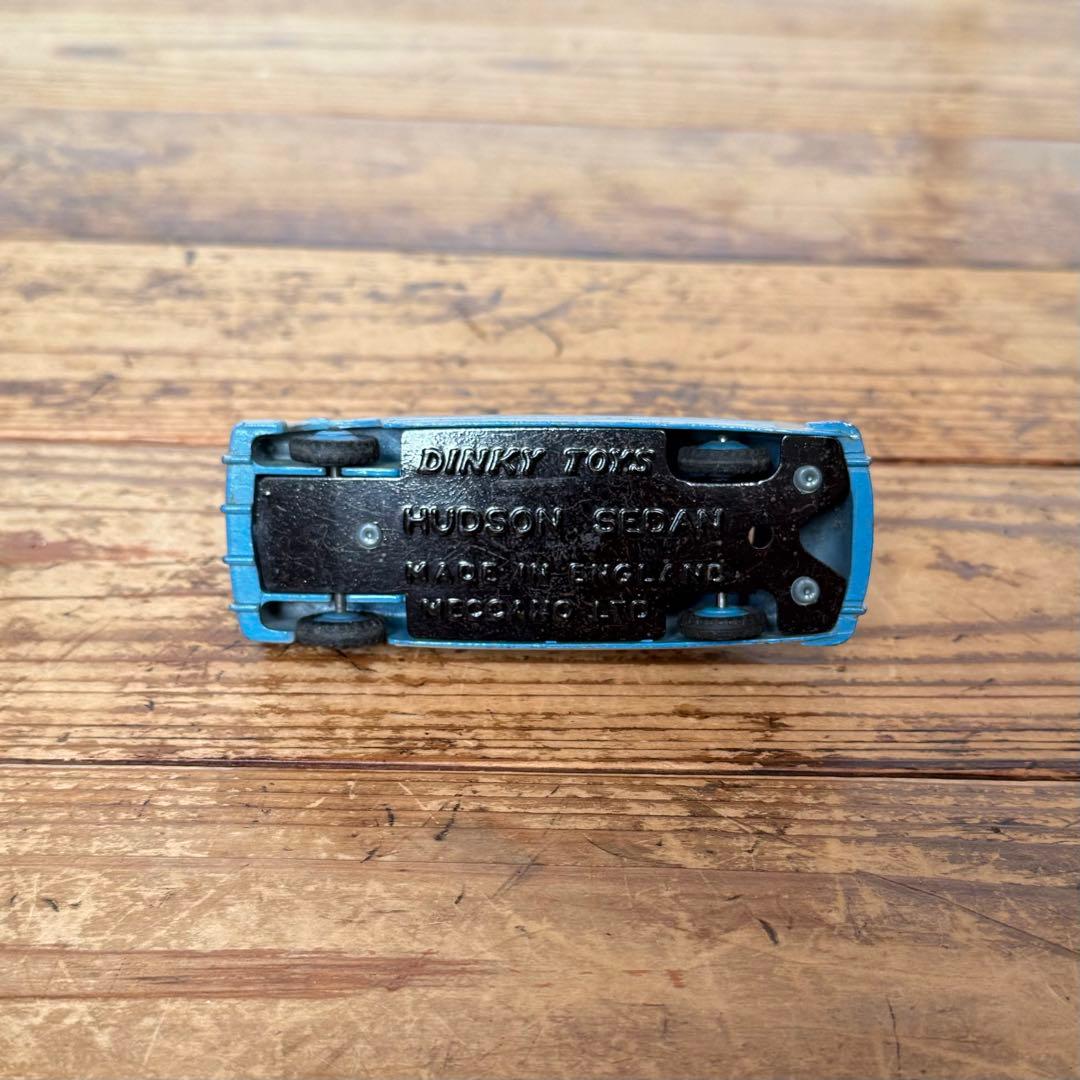 DINKY TOYS
HUDSON SEDAN
MADE IN ENGLAND
MECCANO LTD